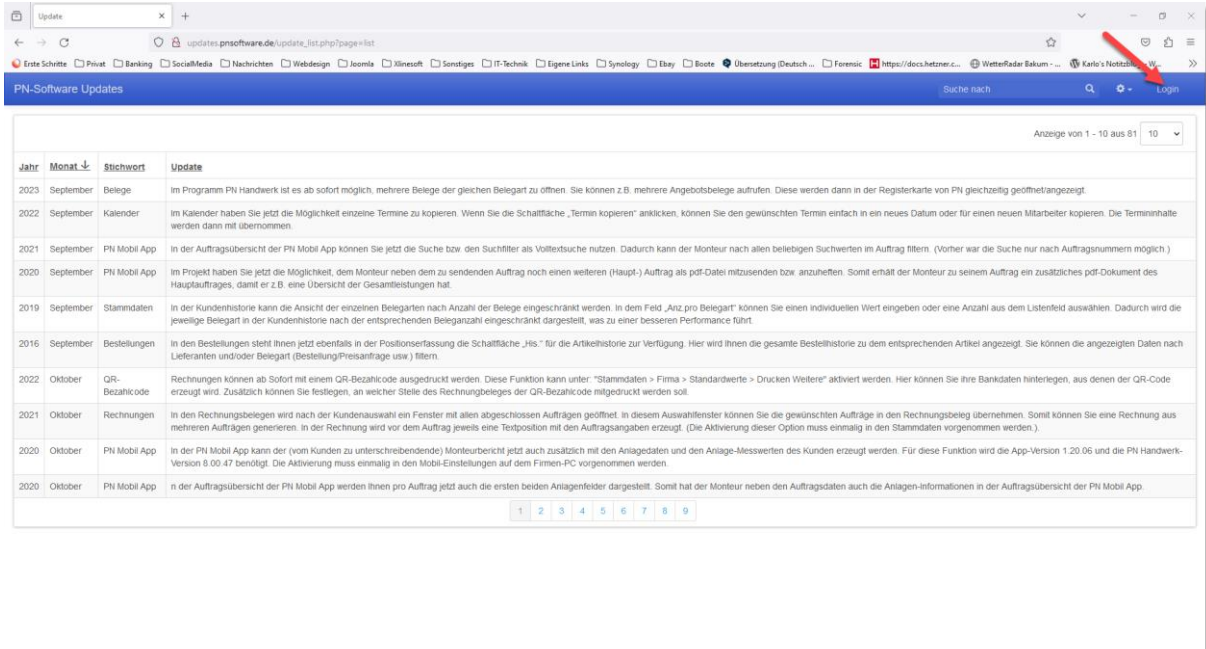 Update
updates.pnsoftware.de/update_list.php?page=list
Erste Schritte Privat Banking SocialMedia Nachrichten Webdesign Joomla Xlinesoft Sonstiges IT-Technik Eigene Links Synology Ebay Boote Übersetzung (Deutsch ... Forensic https://docs.hetzner.c... WetterRadar Bakum - ... Karlo's
PN-Software Updates Suche nach Login
Anzeige von 1 - 10 aus 81 10
Jahr Monat Stichwort Update
2023 September Belege Im Programm PN Handwerk ist es ab sofort möglich, mehrere Belege der gleichen Belegart zu öffnen. Sie können z.B. mehrere Angebotsbelege aufrufen. Diese werden dann in der Registerkarte von PN gleichzeitig geöffnet/angezeigt.
2022 September Kalender Im Kalender haben Sie jetzt die Möglichkeit einzelne Termine zu kopieren. Wenn Sie die Schaltfläche „Termin kopieren“ anklicken, können Sie den gewünschten Termin einfach in ein neues Datum oder für einen neuen Mitarbeiter kopieren. Die Termininhalte
werden dann mit übernommen.
2021 September PN Mobil App In der Auftragsübersicht der PN Mobil App können Sie jetzt die Suche bzw. den Suchfilter als Volltextsuche nutzen. Dadurch kann der Monteur nach allen beliebigen Suchwerten im Auftrag filtern. (Vorher war die Suche nur nach Auftragsnummern möglich.)
2020 September PN Mobil App Im Projekt haben Sie jetzt die Möglichkeit, dem Monteur neben dem zu sendenden Auftrag noch einen weiteren (Haupt-) Auftrag als pdf-Datei mitzusenden bzw. anzuheften. Somit erhält der Monteur zu seinem Auftrag ein zusätzliches pdf-Dokument des
Hauptauftrages, damit er z.B. eine Übersicht der Gesamtleistungen hat.
2019 September Stammdaten In der Kundenhistorie kann die Ansicht der einzelnen Belegarten nach Anzahl der Belege eingeschränkt werden. In dem Feld „Anz.pro Belegart“ können Sie einen individuellen Wert eingeben oder eine Anzahl aus dem Listenfeld auswählen. Dadurch wird die
jeweilige Belegart in der Kundenhistorie nach der entsprechenden Beleganzahl eingeschränkt dargestellt, was zu einer besseren Performance führt.
2016 September Bestellungen In den Bestellungen steht Ihnen jetzt ebenfalls in der Positionserfassung die Schaltfläche „His.“ für die Artikelhistorie zur Verfügung. Hier wird Ihnen die gesamte Bestellhistorie zu dem entsprechenden Artikel angezeigt. Sie können die angezeigten Daten nach
Lieferanten und/oder Belegart (Bestellung/Preisanfrage usw.) filtern.
2022 Oktober QR- Rechnungen können ab Sofort mit einem QR-Bezahlcode ausgedruckt werden. Diese Funktion kann unter: "Stammdaten > Firma > Standardwerte > Drucken Weitere" aktiviert werden. Hier können Sie ihre Bankdaten hinterlegen, aus denen der QR-Code
Bezahlcode erzeugt wird. Zusätzlich können Sie festlegen, an welcher Stelle des Rechnungbeleges der QR-Bezahlcode mitgedruckt werden soll.
2021 Oktober Rechnungen In den Rechnungsbelegen wird nach der Kundenauswahl ein Fenster mit allen abgeschlossen Aufträgen geöffnet. In diesem Auswahlfenster können Sie die gewünschten Aufträge in den Rechnungsbeleg übernehmen. Somit können Sie eine Rechnung aus
mehreren Aufträgen generieren. In der Rechnung wird vor dem Auftrag jeweils eine Textposition mit den Auftragsangaben erzeugt. (Die Aktivierung dieser Option muss einmalig in den Stammdaten vorgenommen werden.).
2020 Oktober PN Mobil App In der PN Mobil App kann der (vom Kunden zu unterschreibendende) Monteurbericht jetzt auch zusätzlich mit den Anlagedaten und den Anlage-Messwerten des Kunden erzeugt werden. Für diese Funktion wird die App-Version 1.20.06 und die PN Handwerk-
Version 8.00.47 benötigt. Die Aktivierung muss einmalig in den Mobil-Einstellungen auf dem Firmen-PC vorgenommen werden.
2020 Oktober PN Mobil App n der Auftragsübersicht der PN Mobil App werden Ihnen pro Auftrag jetzt auch die ersten beiden Anlagenfelder dargestellt. Somit hat der Monteur neben den Auftragsdaten auch die Anlagen-Informationen in der Auftragsübersicht der PN Mobil App.
1 2 3 4 5 6 7 8 9